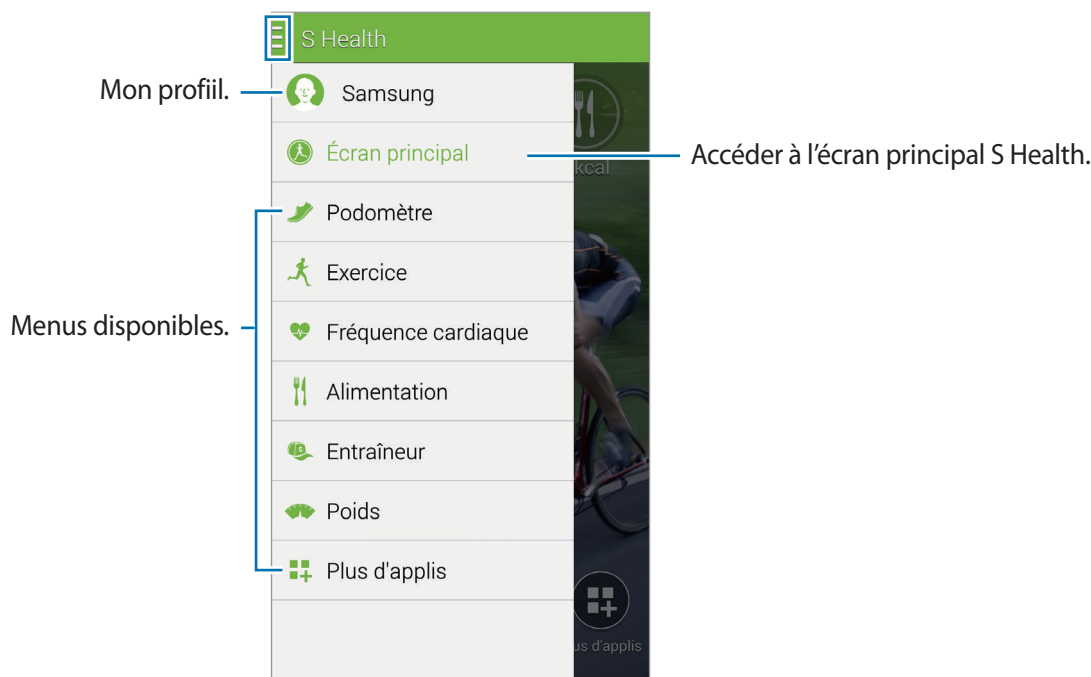 S Health
Mon profiil.
Samsung
Écran principal
Accéder à l'écran principal S Health.
kcal
Podomètre
Exercice
Menus disponibles.
Fréquence cardiaque
Alimentation
Entraîneur
Poids
Plus d'applis
us d'applis